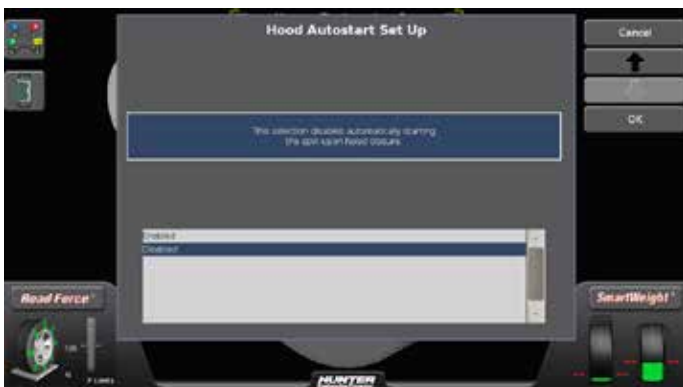 Hood Autostart Set Up
Cancel
This selection disables automatically starting
the spin upon hood closure.
OK
Enabled
Disabled
Road Force®
SmartWeight®
HUNTER